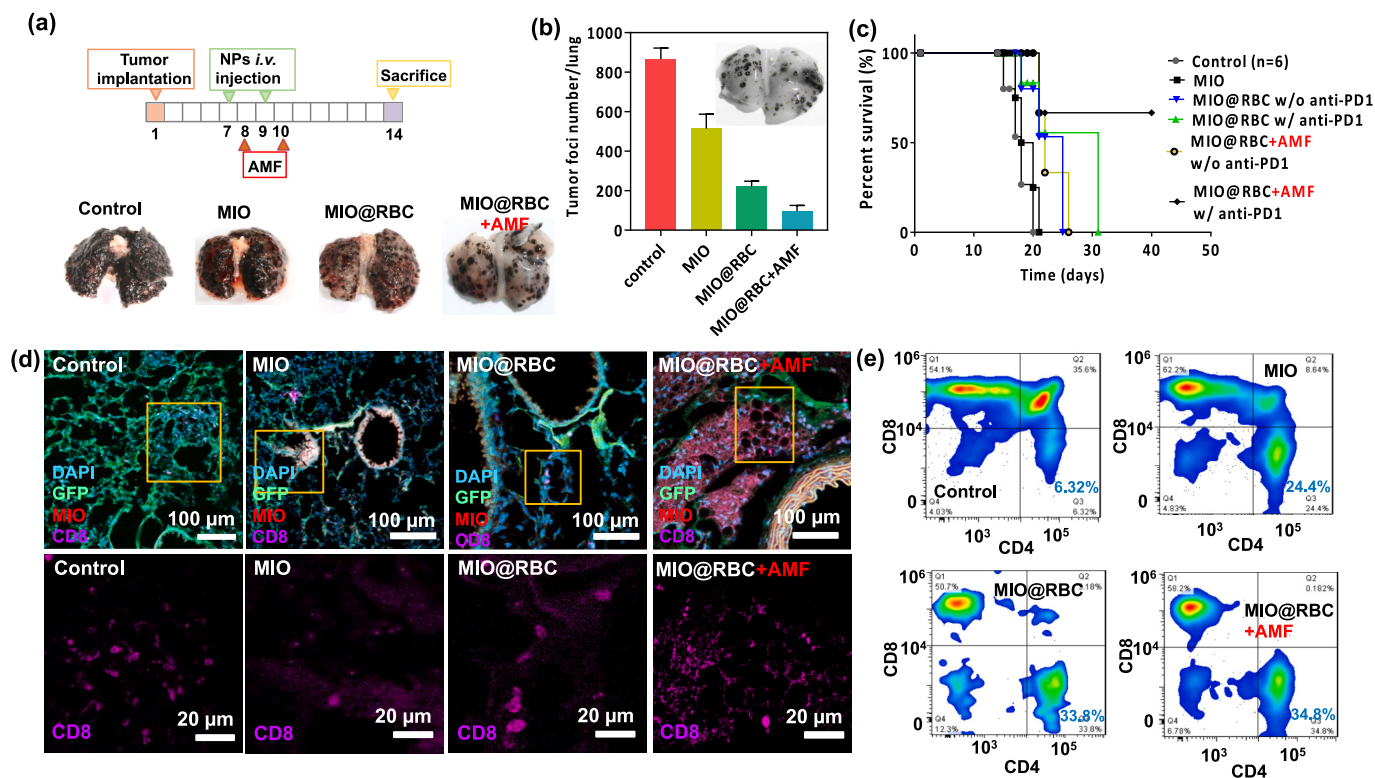 (a)
Tumor
implantation
NPs i.v.
injection
Sacrifice
1
7
8
9
10
14
AMF
Control
MIO
MIO@RBC
MIO@RBC
+AMF
(b)
Tumor foci number/lung
1000
800
600
400
200
0
control
MIO
MIO@RBC
MIO@RBC+AMF
(c)
Percent survival (%)
100
50
0
0
10
20
30
40
50
Time (days)
Control (n=6)
MIO
MIO@RBC w/o anti-PD1
MIO@RBC w/ anti-PD1
MIO@RBC+AMF
w/o anti-PD1
MIO@RBC+AMF
w/ anti-PD1
(d)
Control
DAPI
GFP
MIO
CD8
100 µm
MIO
DAPI
GFP
MIO
CD8
100 µm
MIO@RBC
DAPI
GFP
MIO
CD8
100 µm
MIO@RBC+AMF
DAPI
GFP
MIO
CD8
100 µm
Control
CD8
20 µm
MIO
CD8
20 µm
MIO@RBC
CD8
20 µm
MIO@RBC+AMF
CD8
20 µm
(e)
10⁶
10⁴
0
CD8
Q1
54.1%
Q2
35.6%
Control
6.32%
Q4
4.03%
Q3
6.32%
10³
10⁵
CD4
10⁶
10⁴
0
CD8
Q1
62.2%
Q2
8.64%
MIO
24.4%
Q4
4.83%
Q3
24.4%
10³
10⁵
CD4
10⁶
10⁴
0
CD8
Q1
50.7%
Q2
MIO@RBC
33.8%
Q4
12.3%
Q3
33.8%
10³
10⁵
CD4
10⁶
10⁴
0
CD8
Q1
58.2%
Q2
0.182%
MIO@RBC
+AMF
34.8%
Q4
6.78%
Q3
34.8%
10³
10⁵
CD4